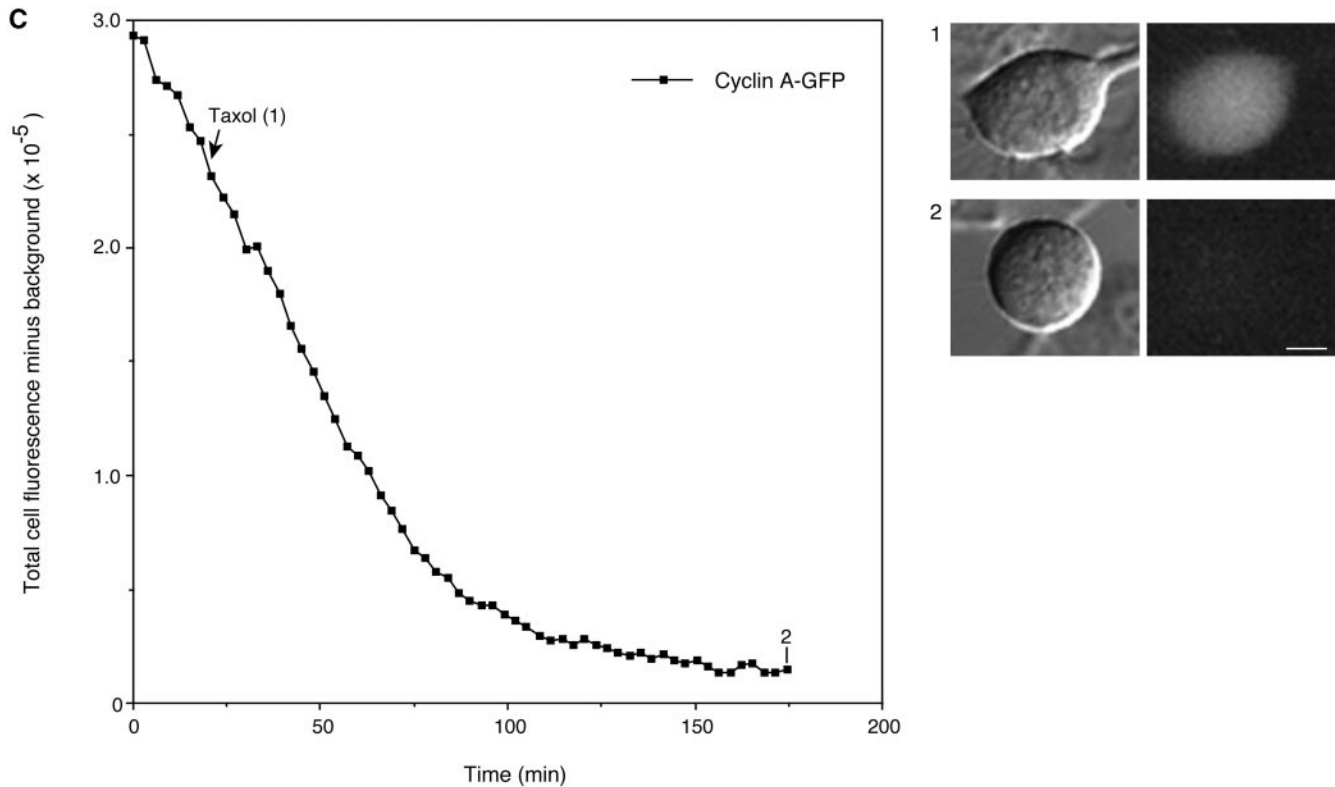 C
Total cell fluorescence minus background (x 10⁻⁵)
3.0
2.0
1.0
0
Taxol (1)
Cyclin A-GFP
2
0
50
100
150
200
Time (min)
1
2